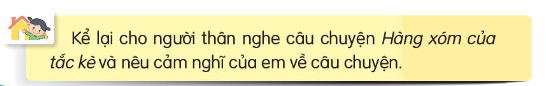 Kể lại cho người thân nghe câu chuyện Hàng xóm của
tắc kè và nêu cảm nghĩ của em về câu chuyện.